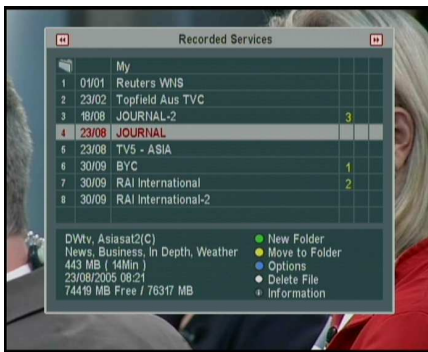 Recorded Services
My
1 01/01 Reuters WNS
2 23/02 Topfield Aus TVC
3 18/08 JOURNAL-2 3
4 23/08 JOURNAL
5 23/08 TV5 - ASIA
6 30/09 BYC 1
7 30/09 RAI International 2
8 30/09 RAI International-2
DWtv, Asiasat2(C)
News, Business, In Depth, Weather
443 MB ( 14Min )
23/08/2005 08:21
74419 MB Free / 76317 MB
New Folder
Move to Folder
Options
Delete File
Information